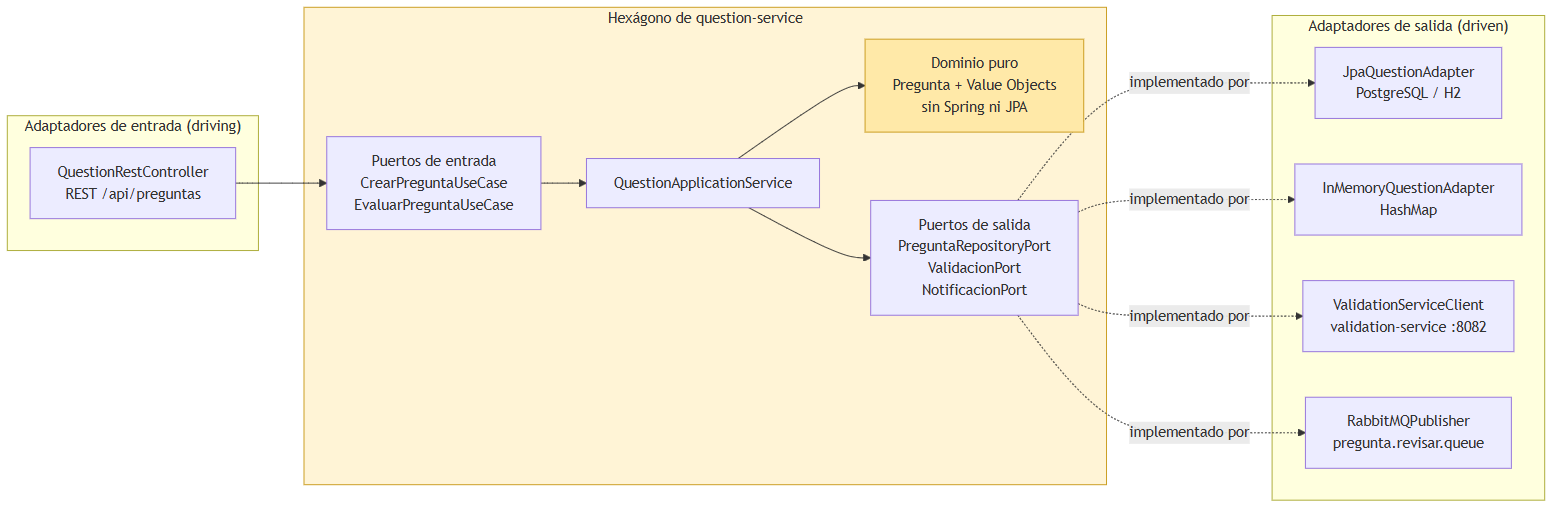 Hexágono de question-service
Adaptadores de entrada (driving)
QuestionRestController
REST /api/preguntas
Puertos de entrada
CrearPreguntaUseCase
EvaluarPreguntaUseCase
QuestionApplicationService
Dominio puro
Pregunta + Value Objects
sin Spring ni JPA
Puertos de salida
PreguntaRepositoryPort
ValidacionPort
NotificacionPort
implementado por
implementado por
implementado por
implementado por
Adaptadores de salida (driven)
JpaQuestionAdapter
PostgreSQL / H2
InMemoryQuestionAdapter
HashMap
ValidationServiceClient
validation-service :8082
RabbitMQPublisher
pregunta.revisar.queue